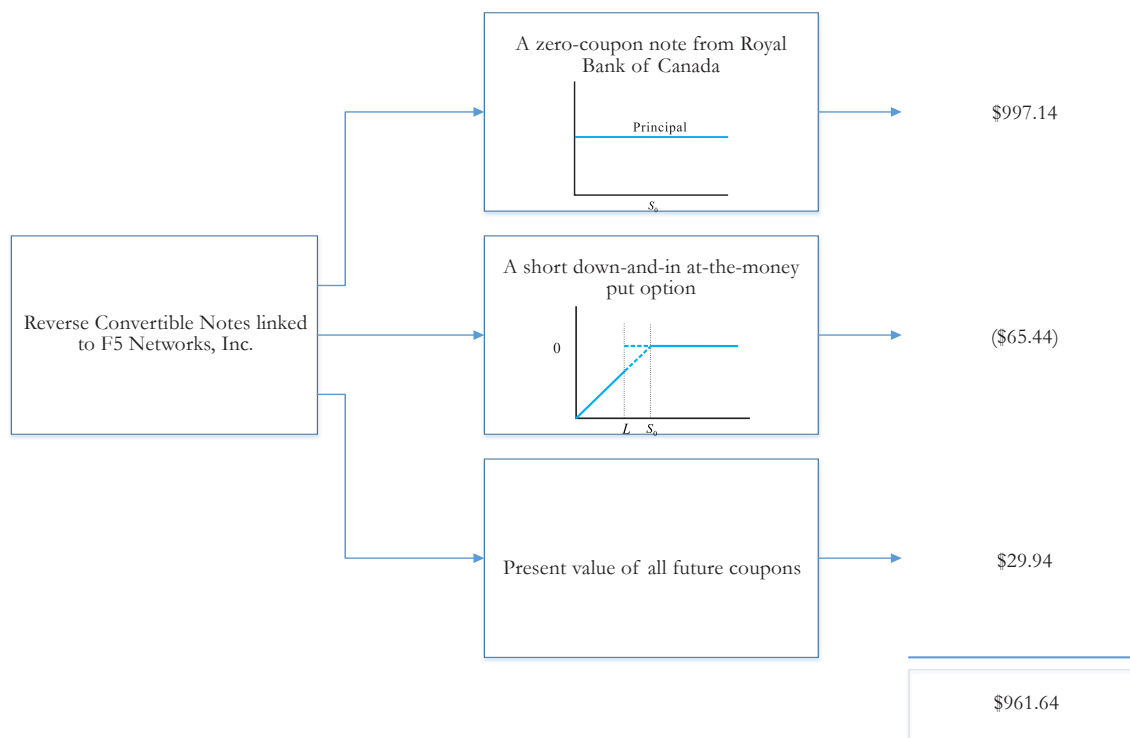 A zero-coupon note from Royal
Bank of Canada
Principal
S₀
$997.14
Reverse Convertible Notes linked
to F5 Networks, Inc.
A short down-and-in at-the-money
put option
0
L S₀
($65.44)
Present value of all future coupons
$29.94
$961.64